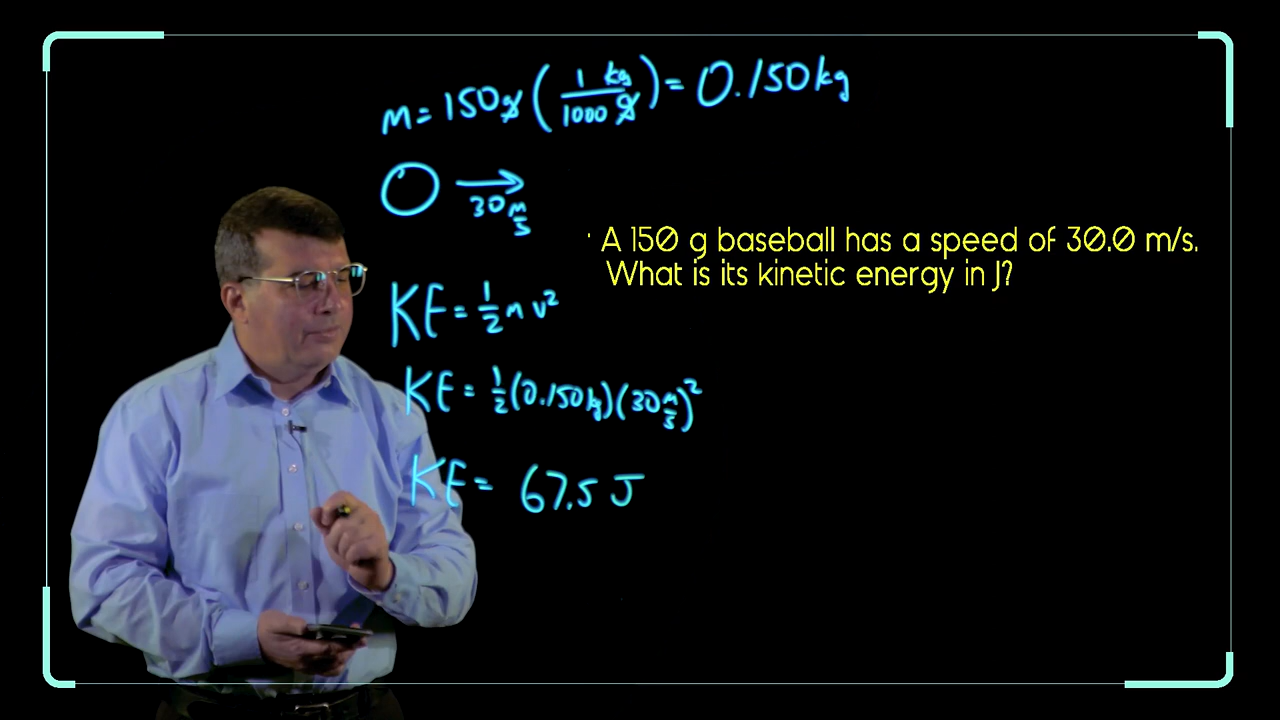 m = 150g (1 kg / 1000 g) = 0.150 kg
30 m/s
· A 150 g baseball has a speed of 30.0 m/s.
What is its kinetic energy in J?
KE = 1/2 m v²
KE = 1/2 (0.150 kg)(30 m/s)²
KE = 67.5 J